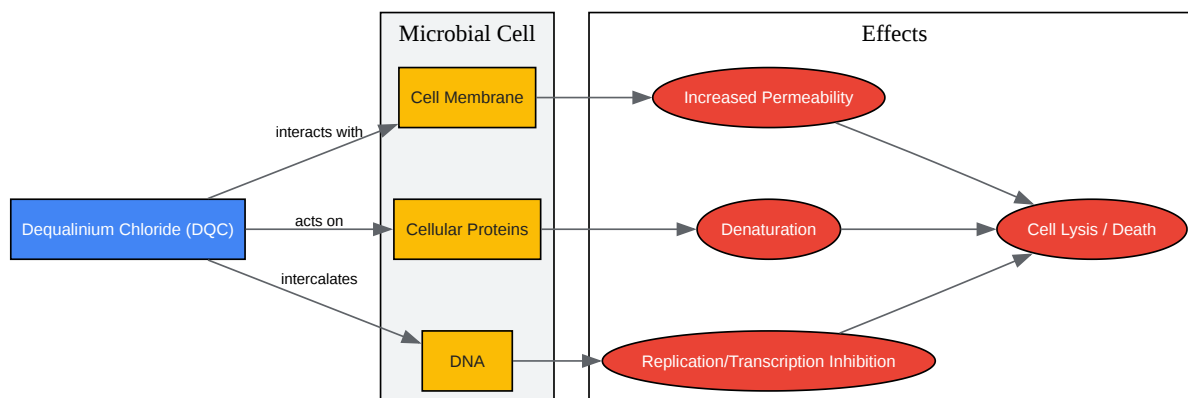 Microbial Cell
Effects
Cell Membrane
Increased Permeability
interacts with
Dequalinium Chloride (DQC)
acts on
Cellular Proteins
Denaturation
Cell Lysis / Death
intercalates
DNA
Replication/Transcription Inhibition